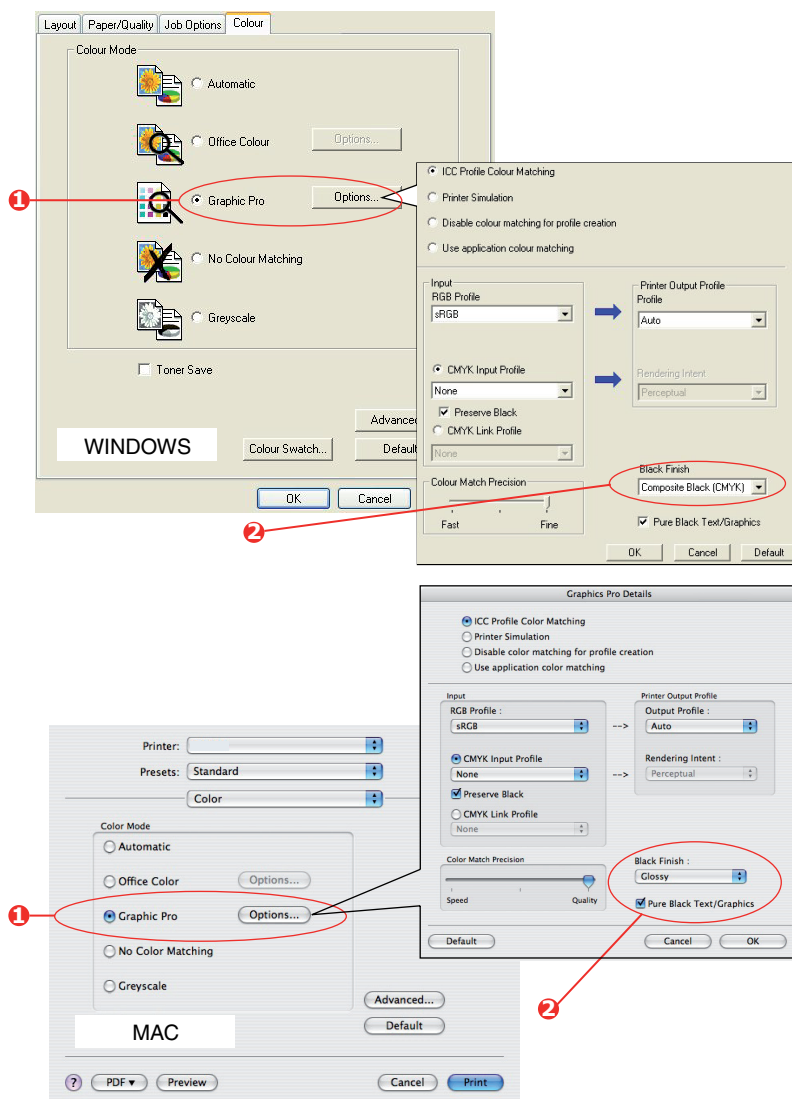 Layout Paper/Quality Job Options Colour
Colour Mode
Automatic
Office Colour Options...
1 Graphic Pro Options...
No Colour Matching
Greyscale
Toner Save
Advanced
WINDOWS Colour Swatch... Default
OK Cancel
ICC Profile Colour Matching
Printer Simulation
Disable colour matching for profile creation
Use application colour matching
Input
RGB Profile
sRGB
Printer Output Profile
Profile
Auto
CMYK Input Profile
None
Rendering Intent
Perceptual
Preserve Black
CMYK Link Profile
None
Colour Match Precision
Fast Fine
Black Finish
Composite Black (CMYK)
2
Pure Black Text/Graphics
OK Cancel Default
Graphics Pro Details
ICC Profile Color Matching
Printer Simulation
Disable color matching for profile creation
Use application color matching
Input
RGB Profile :
sRGB
-->
Printer Output Profile
Output Profile :
Auto
CMYK Input Profile
None
-->
Rendering Intent :
Perceptual
Preserve Black
CMYK Link Profile
None
Color Match Precision
Speed Quality
Black Finish :
Glossy
Pure Black Text/Graphics
Default Cancel OK
2
Printer:
Presets: Standard
Color
Color Mode
Automatic
Office Color Options...
1 Graphic Pro Options...
No Color Matching
Greyscale
Advanced...
Default
MAC
? PDF ▾ Preview Cancel Print